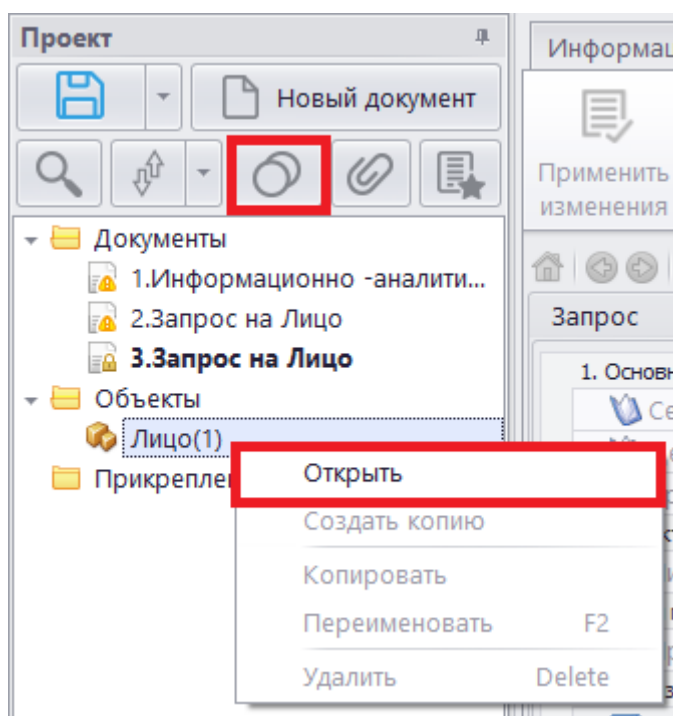 Проект
Информац
Новый документ
Применить
изменения
Документы
1.Информационно -аналити...
2.Запрос на Лицо
3.Запрос на Лицо
Объекты
Лицо(1)
Прикрепле
Запрос
1. Основн
Се
Открыть
Создать копию
Копировать
Переименовать F2
Удалить Delete